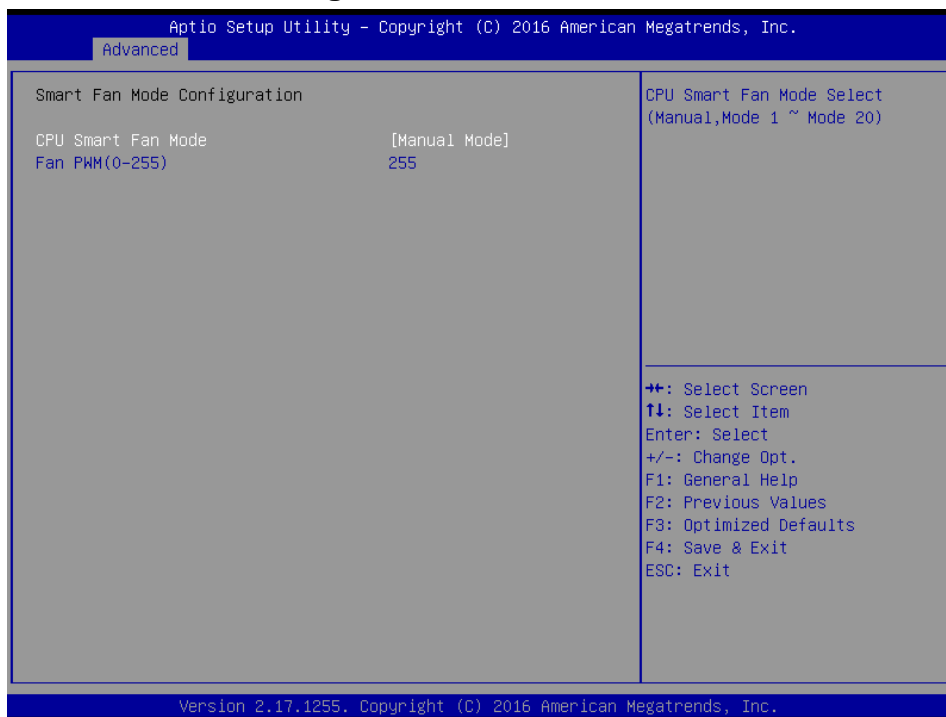 Aptio Setup Utility – Copyright (C) 2016 American Megatrends, Inc.
Advanced
Smart Fan Mode Configuration
CPU Smart Fan Mode [Manual Mode]
Fan PWM(0-255) 255
CPU Smart Fan Mode Select
(Manual,Mode 1 ~ Mode 20)
→←: Select Screen
↑↓: Select Item
Enter: Select
+/-: Change Opt.
F1: General Help
F2: Previous Values
F3: Optimized Defaults
F4: Save & Exit
ESC: Exit
Version 2.17.1255. Copyright (C) 2016 American Megatrends, Inc.